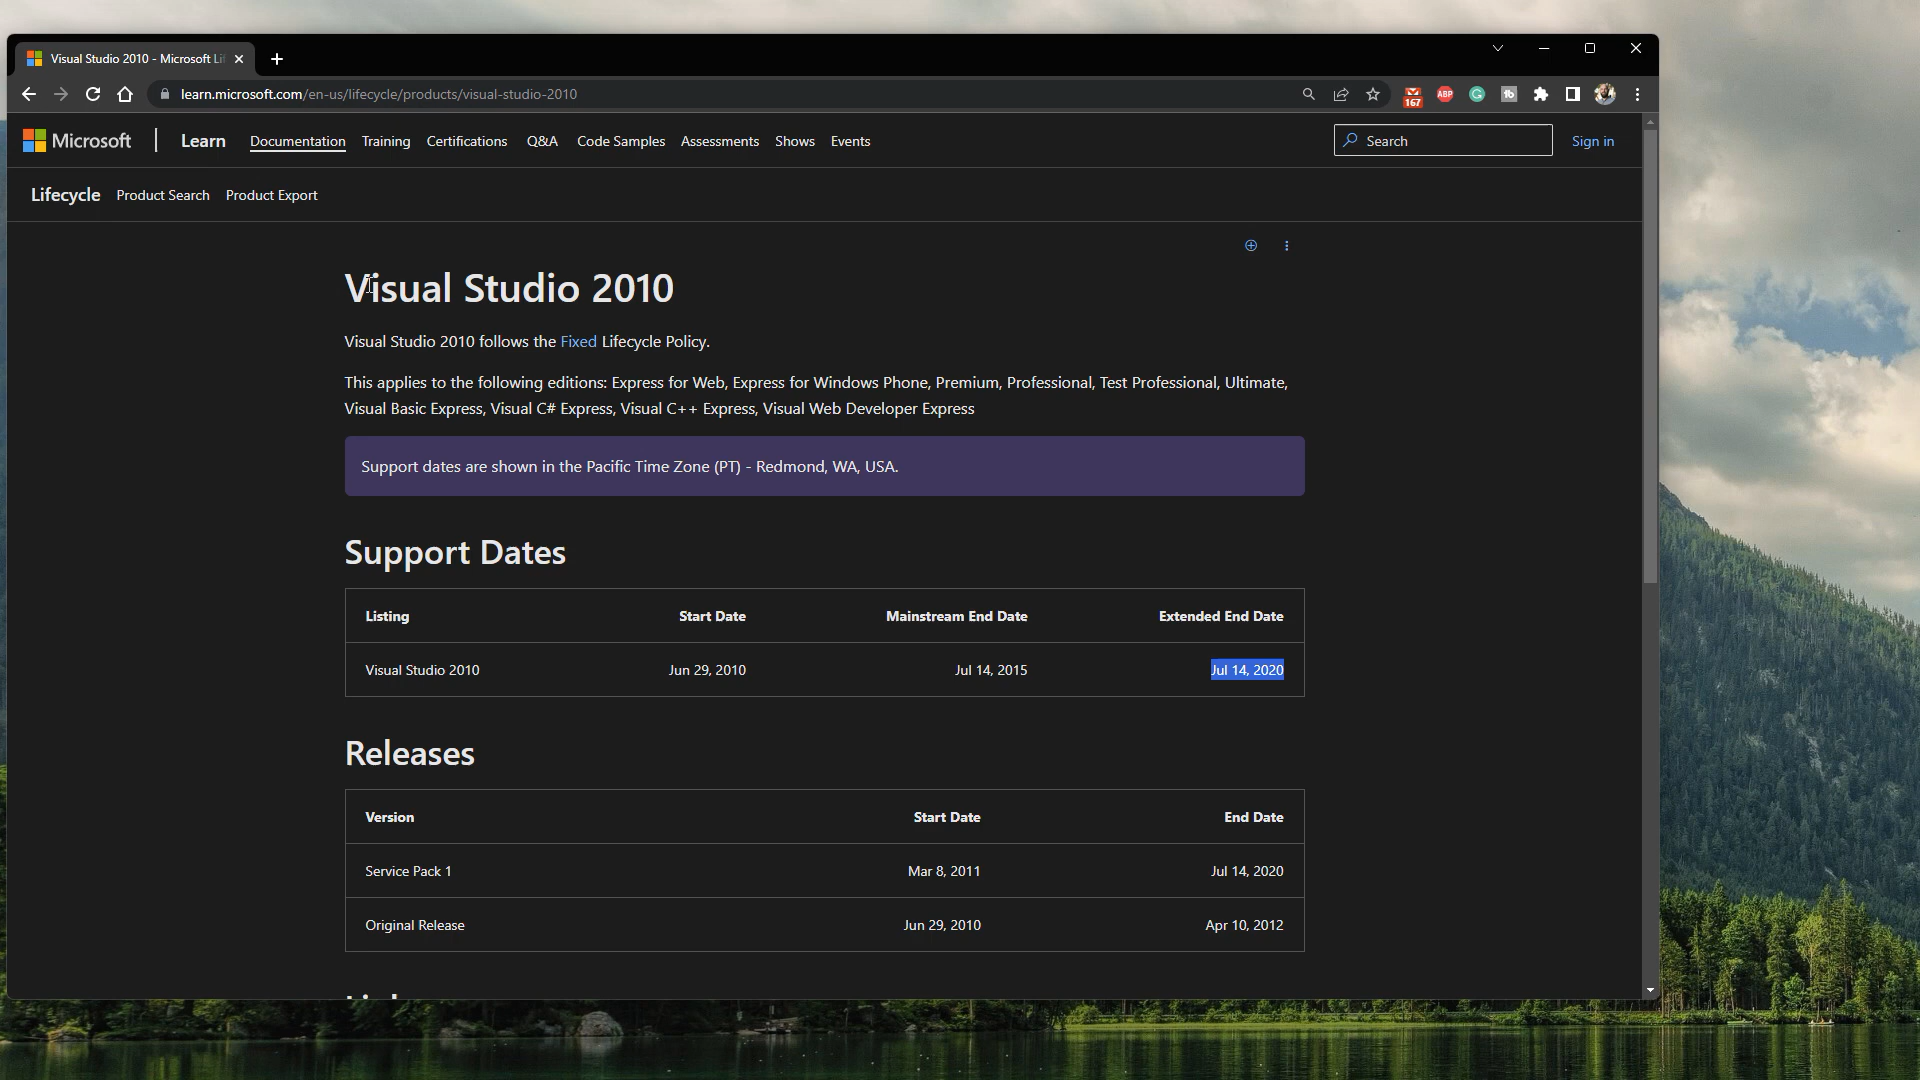 Visual Studio 2010 - Microsoft Li
learn.microsoft.com/en-us/lifecycle/products/visual-studio-2010
167
ABP
Microsoft
Learn
Documentation
Training
Certifications
Q&A
Code Samples
Assessments
Shows
Events
Search
Sign in
Lifecycle
Product Search
Product Export
Visual Studio 2010
Visual Studio 2010 follows the Fixed Lifecycle Policy.
This applies to the following editions: Express for Web, Express for Windows Phone, Premium, Professional, Test Professional, Ultimate,
Visual Basic Express, Visual C# Express, Visual C++ Express, Visual Web Developer Express
Support dates are shown in the Pacific Time Zone (PT) - Redmond, WA, USA.
Support Dates
Listing Start Date Mainstream End Date Extended End Date
Visual Studio 2010 Jun 29, 2010 Jul 14, 2015 Jul 14, 2020
Releases
Version Start Date End Date
Service Pack 1 Mar 8, 2011 Jul 14, 2020
Original Release Jun 29, 2010 Apr 10, 2012